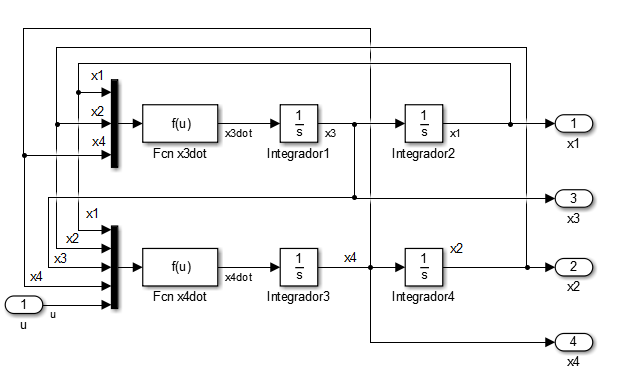 x1
x2
x4
f(u)
Fcn x3dot
x3dot
1
s
Integrador1
x3
1
s
Integrador2
x1
1
x1
3
x3
x1
x2
x3
x4
1
u
u
f(u)
Fcn x4dot
x4dot
1
s
Integrador3
x4
1
s
Integrador4
x2
2
x2
4
x4